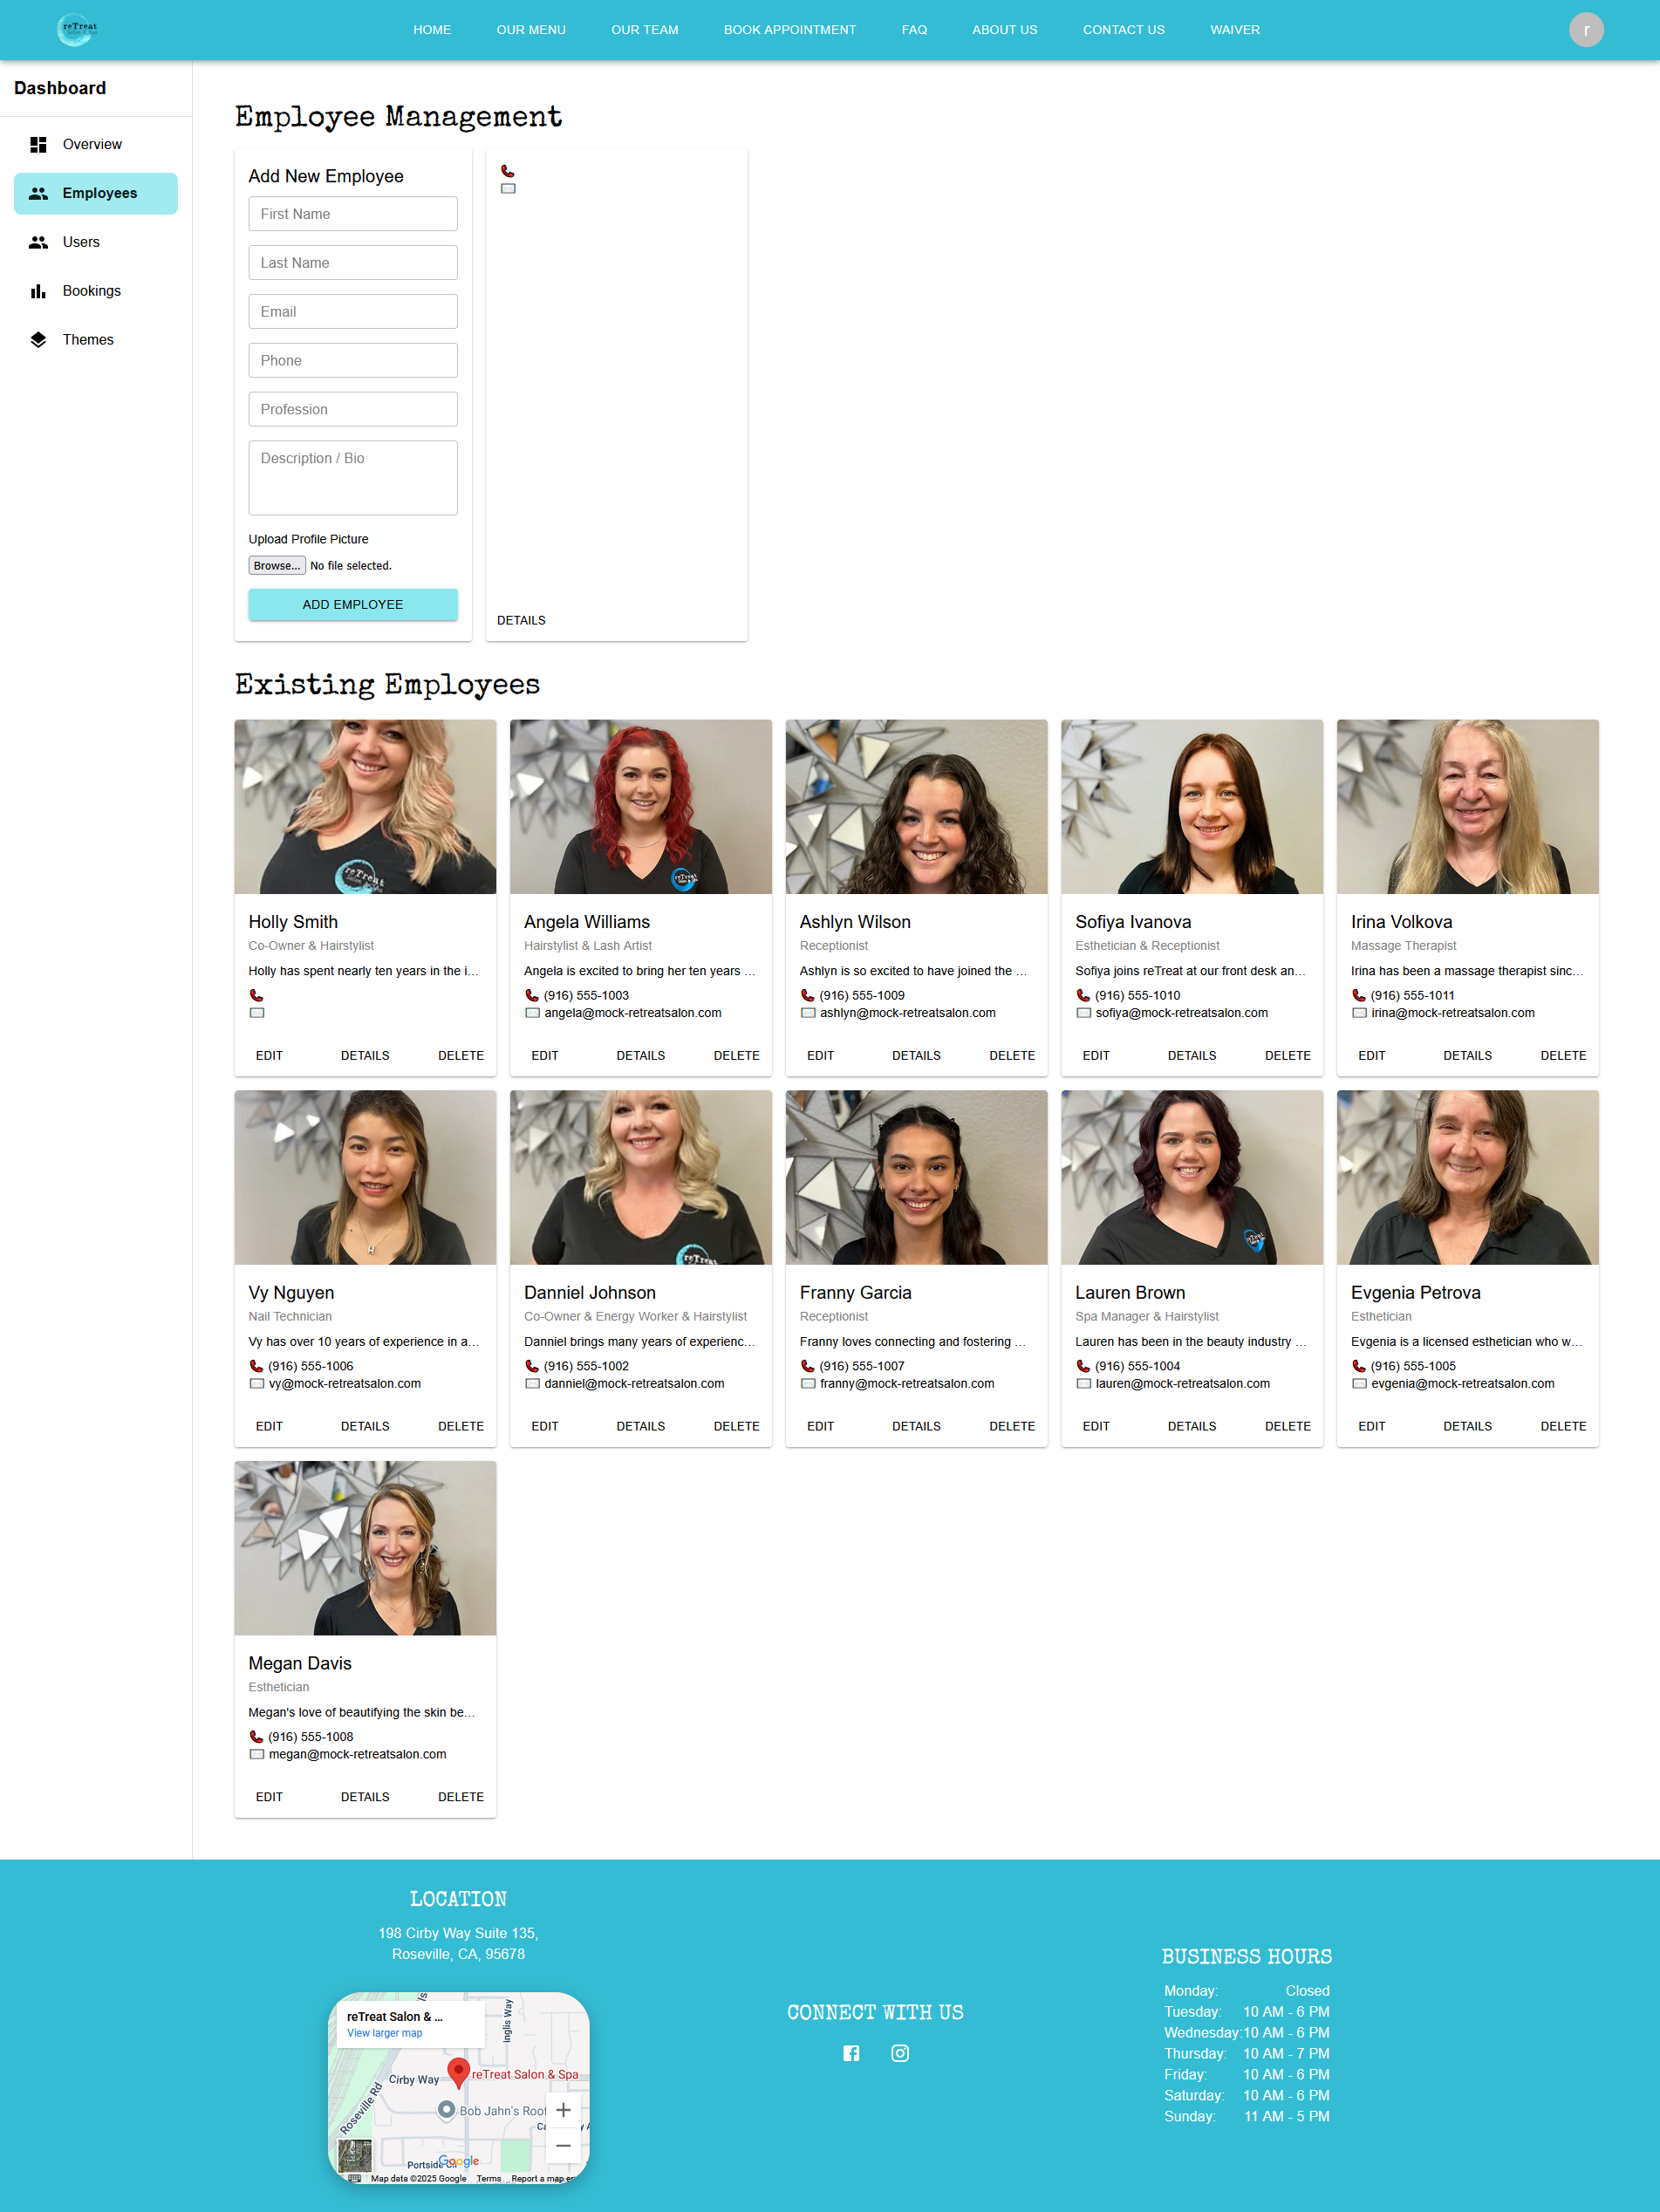 reTreat
HOME
OUR MENU
OUR TEAM
BOOK APPOINTMENT
FAQ
ABOUT US
CONTACT US
WAIVER
r
Dashboard
Overview
Employees
Users
Bookings
Themes
Employee Management
Add New Employee
First Name
Last Name
Email
Phone
Profession
Description / Bio
Upload Profile Picture
Browse... No file selected.
ADD EMPLOYEE
DETAILS
Existing Employees
reTreat
Holly Smith
Co-Owner & Hairstylist
Holly has spent nearly ten years in the i...
EDIT DETAILS DELETE
reTreat
Angela Williams
Hairstylist & Lash Artist
Angela is excited to bring her ten years ...
(916) 555-1003
angela@mock-retreatsalon.com
EDIT DETAILS DELETE
Ashlyn Wilson
Receptionist
Ashlyn is so excited to have joined the ...
(916) 555-1009
ashlyn@mock-retreatsalon.com
EDIT DETAILS DELETE
Sofiya Ivanova
Esthetician & Receptionist
Sofiya joins reTreat at our front desk an...
(916) 555-1010
sofiya@mock-retreatsalon.com
EDIT DETAILS DELETE
Irina Volkova
Massage Therapist
Irina has been a massage therapist sinc...
(916) 555-1011
irina@mock-retreatsalon.com
EDIT DETAILS DELETE
Vy Nguyen
Nail Technician
Vy has over 10 years of experience in a...
(916) 555-1006
vy@mock-retreatsalon.com
EDIT DETAILS DELETE
reTreat
Danniel Johnson
Co-Owner & Energy Worker & Hairstylist
Danniel brings many years of experienc...
(916) 555-1002
danniel@mock-retreatsalon.com
EDIT DETAILS DELETE
Franny Garcia
Receptionist
Franny loves connecting and fostering ...
(916) 555-1007
franny@mock-retreatsalon.com
EDIT DETAILS DELETE
reTreat
Lauren Brown
Spa Manager & Hairstylist
Lauren has been in the beauty industry ...
(916) 555-1004
lauren@mock-retreatsalon.com
EDIT DETAILS DELETE
Evgenia Petrova
Esthetician
Evgenia is a licensed esthetician who w...
(916) 555-1005
evgenia@mock-retreatsalon.com
EDIT DETAILS DELETE
Megan Davis
Esthetician
Megan's love of beautifying the skin be...
(916) 555-1008
megan@mock-retreatsalon.com
EDIT DETAILS DELETE
LOCATION
198 Cirby Way Suite 135,
Roseville, CA, 95678
reTreat Salon & ...
View larger map
Inglis Way
Cirby Way
reTreat Salon & Spa
Roseville Rd
Bob Jahn's Roof
Portside Cir
Google
Map data ©2025 Google Terms Report a map er
CONNECT WITH US
BUSINESS HOURS
Monday: Closed
Tuesday: 10 AM - 6 PM
Wednesday: 10 AM - 6 PM
Thursday: 10 AM - 7 PM
Friday: 10 AM - 6 PM
Saturday: 10 AM - 6 PM
Sunday: 11 AM - 5 PM